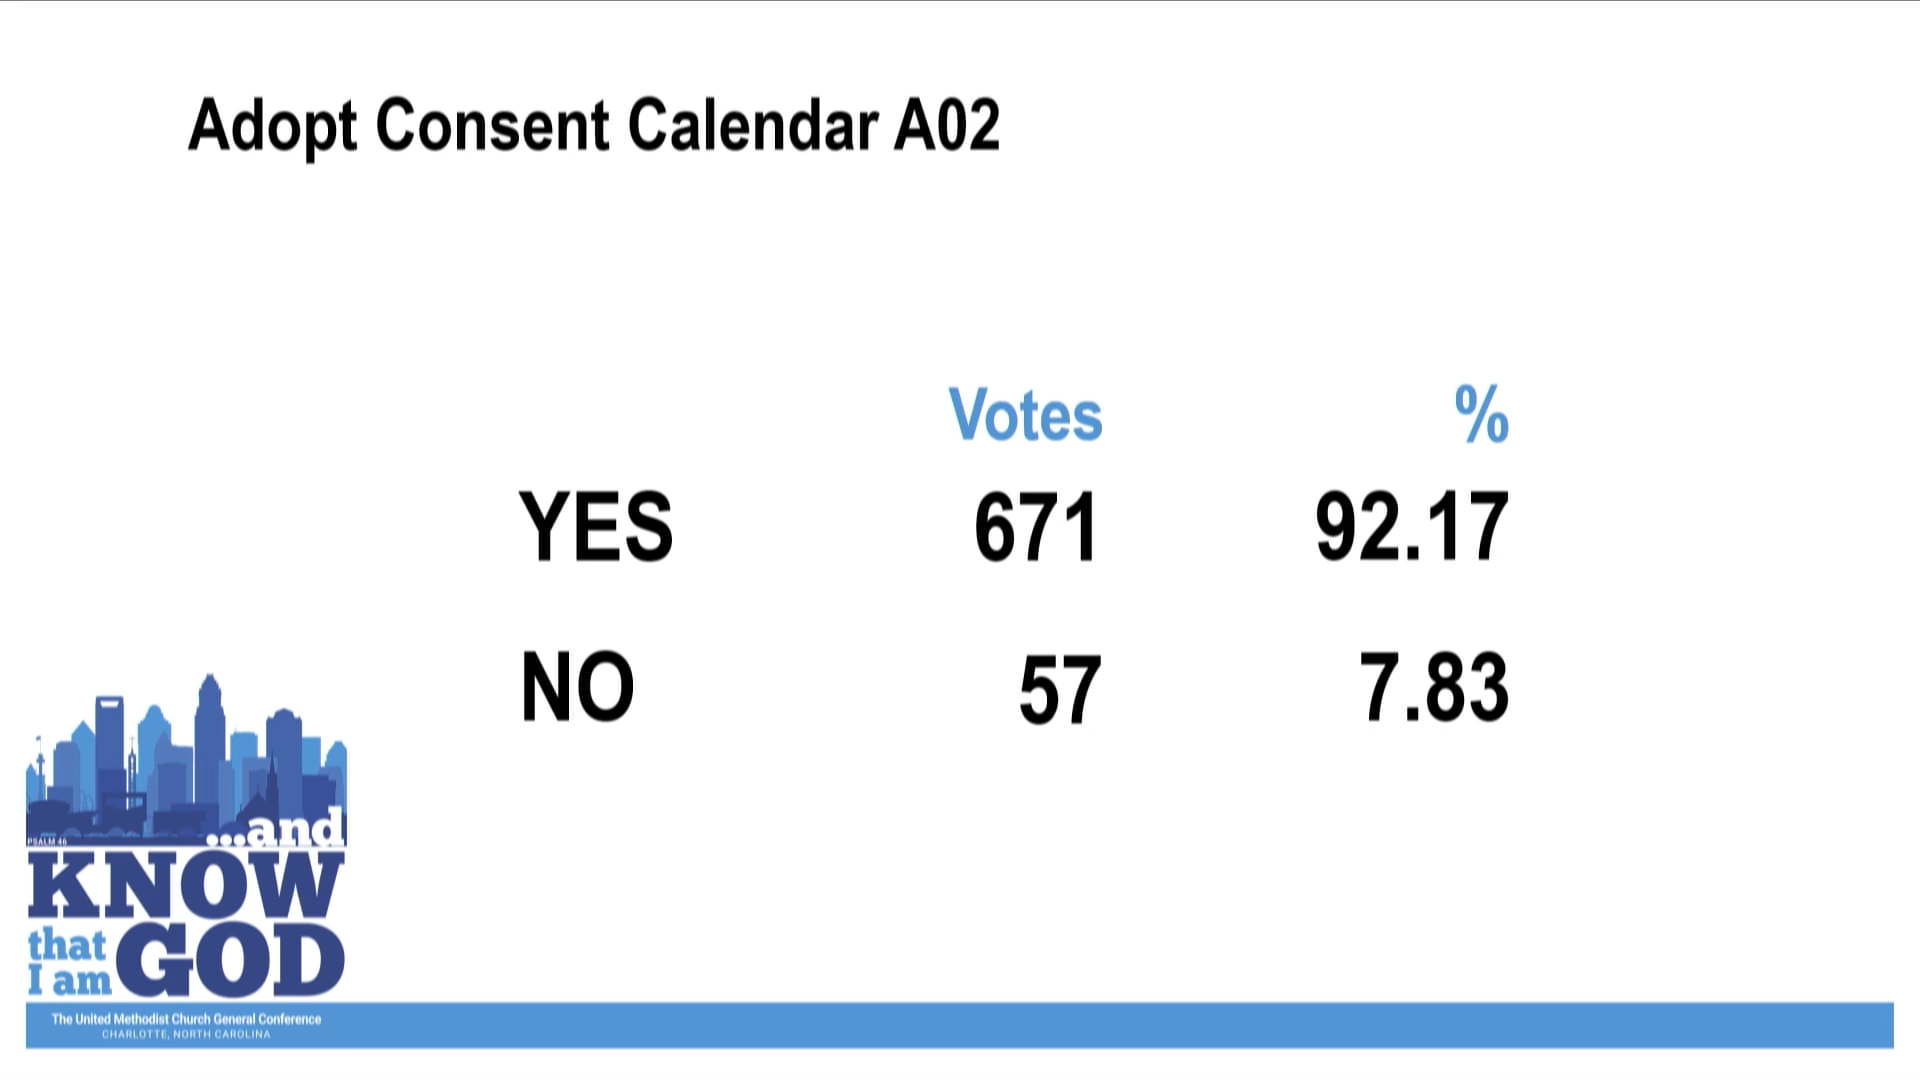 Adopt Consent Calendar A02
Votes %
YES 671 92.17
NO 57 7.83
PSALM 46
...and
KNOW
that
I am
GOD
The United Methodist Church General Conference
CHARLOTTE, NORTH CAROLINA